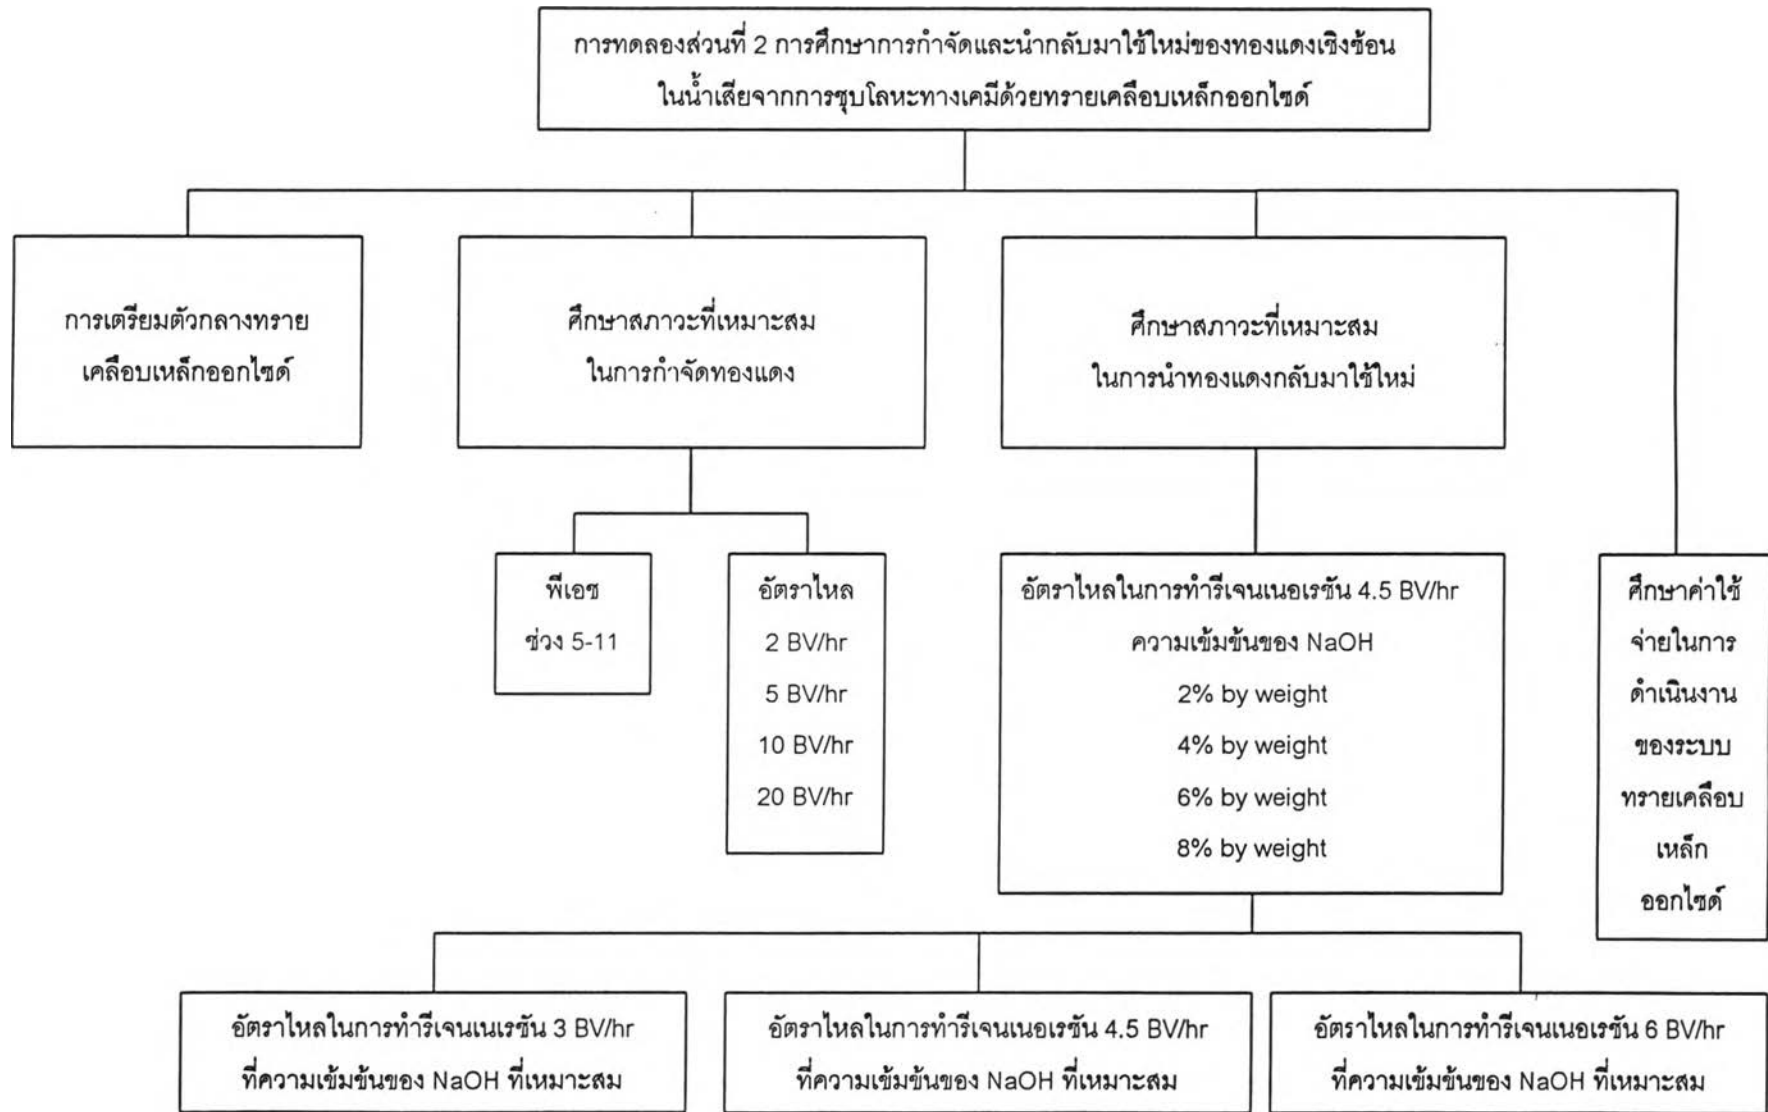 การทดลองส่วนที่ 2 การศึกษาการกำจัดและนำกลับมาใช้ใหม่ของทองแดงเชิงซ้อน
ในน้ำเสียจากการชุบโลหะทางเคมีด้วยทรายเคลือบเหล็กออกไซด์
การเตรียมตัวกลางทราย
เคลือบเหล็กออกไซด์
ศึกษาสภาวะที่เหมาะสม
ในการกำจัดทองแดง
ศึกษาสภาวะที่เหมาะสม
ในการนำทองแดงกลับมาใช้ใหม่
พีเอช
ช่วง 5-11
อัตราไหล
2 BV/hr
5 BV/hr
10 BV/hr
20 BV/hr
อัตราไหลในการทำรีเจนเนอเรชัน 4.5 BV/hr
ความเข้มข้นของ NaOH
2% by weight
4% by weight
6% by weight
8% by weight
ศึกษาค่าใช้
จ่ายในการ
ดำเนินงาน
ของระบบ
ทรายเคลือบ
เหล็ก
ออกไซด์
อัตราไหลในการทำรีเจนเนเรชัน 3 BV/hr
ที่ความเข้มข้นของ NaOH ที่เหมาะสม
อัตราไหลในการทำรีเจนเนอเรชัน 4.5 BV/hr
ที่ความเข้มข้นของ NaOH ที่เหมาะสม
อัตราไหลในการทำรีเจนเนอเรชัน 6 BV/hr
ที่ความเข้มข้นของ NaOH ที่เหมาะสม